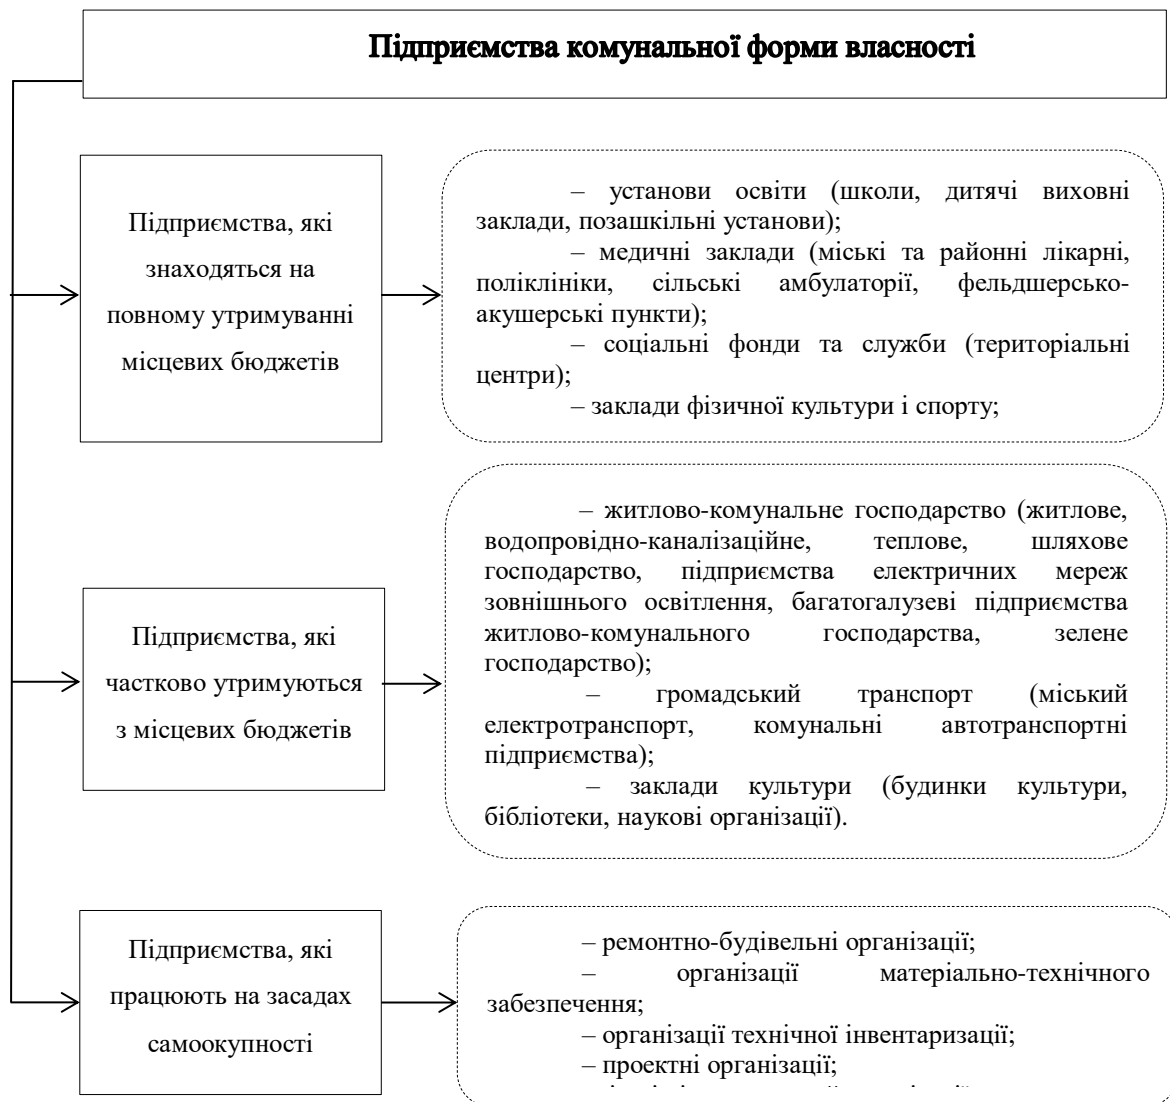 Підприємства комунальної форми власності
Підприємства, які
знаходяться на
повному утримуванні
місцевих бюджетів
– установи освіти (школи, дитячі виховні
заклади, позашкільні установи);
– медичні заклади (міські та районні лікарні,
поліклініки, сільські амбулаторії, фельдшерсько-
акушерські пункти);
– соціальні фонди та служби (територіальні
центри);
– заклади фізичної культури і спорту;
Підприємства, які
частково утримуються
з місцевих бюджетів
– житлово-комунальне господарство (житлове,
водопровідно-каналізаційне, теплове, шляхове
господарство, підприємства електричних мереж
зовнішнього освітлення, багатогалузеві підприємства
житлово-комунального господарства, зелене
господарство);
– громадський транспорт (міський
електротранспорт, комунальні автотранспортні
підприємства);
– заклади культури (будинки культури,
бібліотеки, наукові організації).
Підприємства, які
працюють на засадах
самоокупності
– ремонтно-будівельні організації;
– організації матеріально-технічного
забезпечення;
– організації технічної інвентаризації;
– проектні організації;